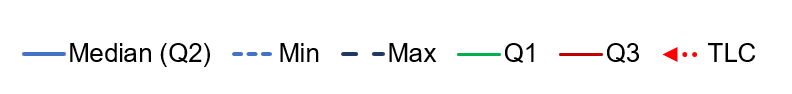 Median (Q2) Min Max Q1 Q3 TLC